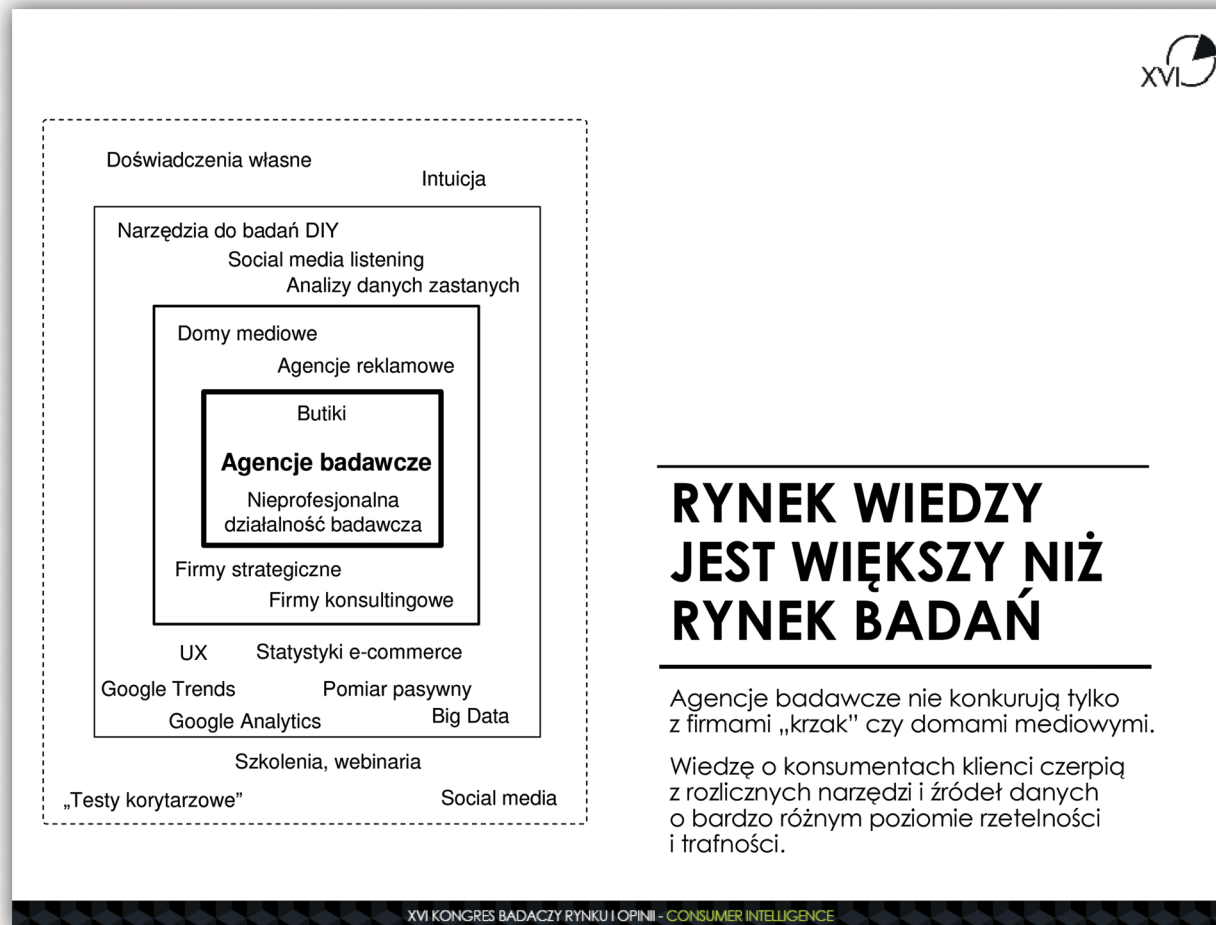 XVI
Doświadczenia własne
Intuicja
Narzędzia do badań DIY
Social media listening
Analizy danych zastanych
Domy mediowe
Agencje reklamowe
Butiki
Agencje badawcze
Nieprofesjonalna
działalność badawcza
Firmy strategiczne
Firmy konsultingowe
UX
Statystyki e-commerce
Google Trends
Pomiar pasywny
Google Analytics
Big Data
Szkolenia, webinaria
„Testy korytarzowe”
Social media
RYNEK WIEDZY
JEST WIĘKSZY NIŻ
RYNEK BADAŃ
Agencje badawcze nie konkurują tylko
z firmami „krzak” czy domami mediowymi.
Wiedzę o konsumentach klienci czerpią
z rozlicznych narzędzi i źródeł danych
o bardzo różnym poziomie rzetelności
i trafności.
XVI KONGRES BADACZY RYNKU I OPINII - CONSUMER INTELLIGENCE